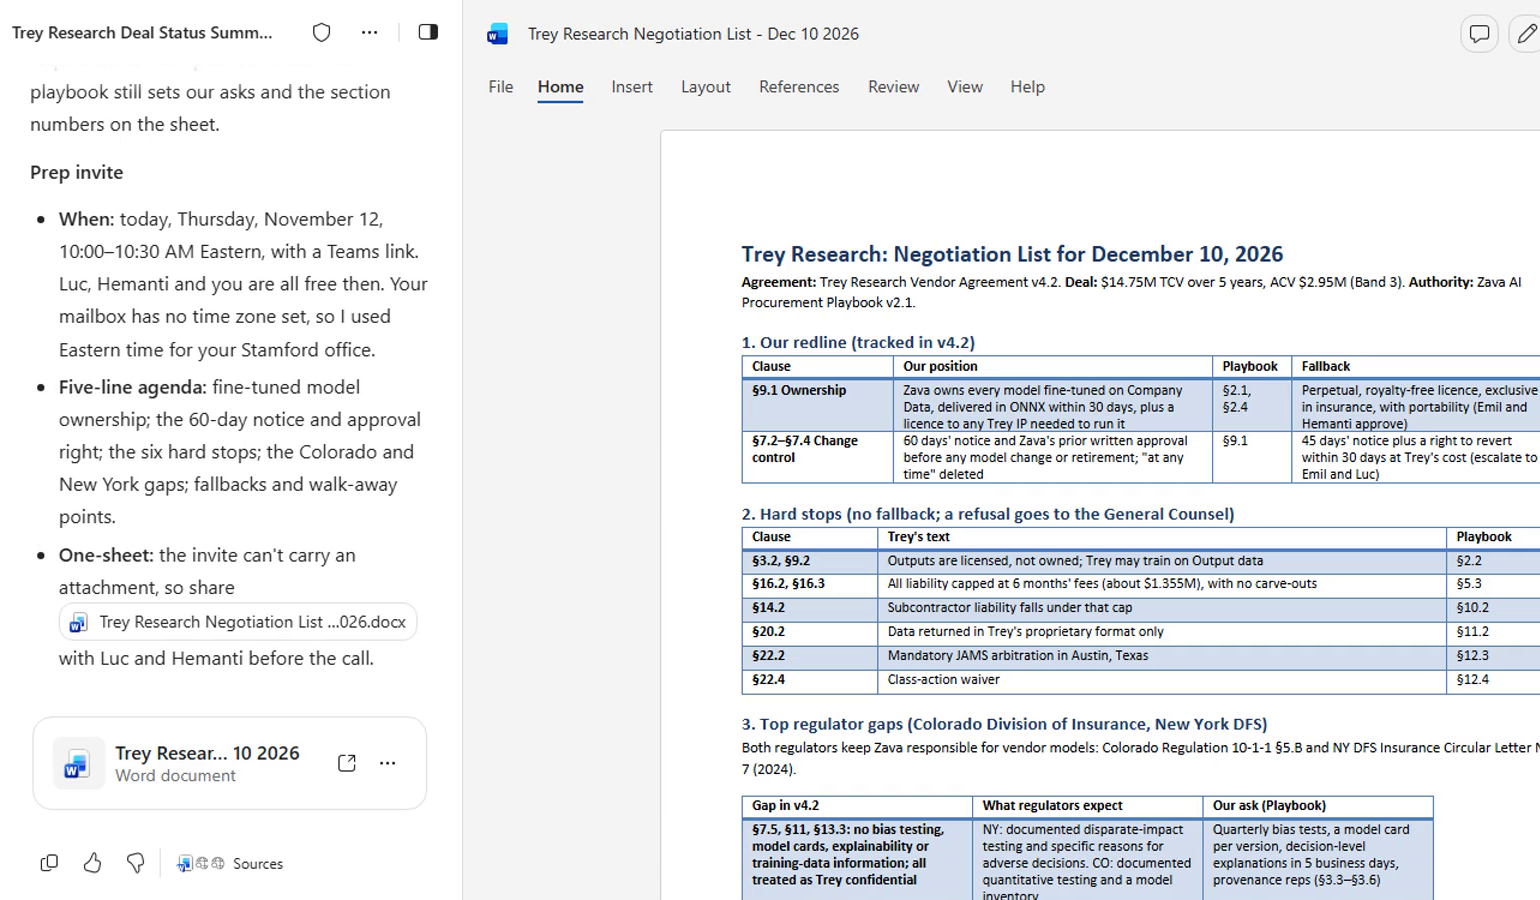 Trey Research Deal Status Summ...
playbook still sets our asks and the section
numbers on the sheet.
Prep invite
When: today, Thursday, November 12,
10:00–10:30 AM Eastern, with a Teams link.
Luc, Hemanti and you are all free then. Your
mailbox has no time zone set, so I used
Eastern time for your Stamford office.
Five-line agenda: fine-tuned model
ownership; the 60-day notice and approval
right; the six hard stops; the Colorado and
New York gaps; fallbacks and walk-away
points.
One-sheet: the invite can't carry an
attachment, so share
Trey Research Negotiation List ...026.docx
with Luc and Hemanti before the call.
Trey Resear... 10 2026
Word document
Sources
Trey Research Negotiation List - Dec 10 2026
File Home Insert Layout References Review View Help
Trey Research: Negotiation List for December 10, 2026
Agreement: Trey Research Vendor Agreement v4.2. Deal: $14.75M TCV over 5 years, ACV $2.95M (Band 3). Authority: Zava AI
Procurement Playbook v2.1.
1. Our redline (tracked in v4.2)
Clause Our position Playbook Fallback
§9.1 Ownership Zava owns every model fine-tuned on Company Data, delivered in ONNX within 30 days, plus a licence to any Trey IP needed to run it §2.1, §2.4 Perpetual, royalty-free licence, exclusive in insurance, with portability (Emil and Hemanti approve)
§7.2–§7.4 Change control 60 days' notice and Zava's prior written approval before any model change or retirement; "at any time" deleted §9.1 45 days' notice plus a right to revert within 30 days at Trey's cost (escalate to Emil and Luc)
2. Hard stops (no fallback; a refusal goes to the General Counsel)
Clause Trey's text Playbook
§3.2, §9.2 Outputs are licensed, not owned; Trey may train on Output data §2.2
§16.2, §16.3 All liability capped at 6 months' fees (about $1.355M), with no carve-outs §5.3
§14.2 Subcontractor liability falls under that cap §10.2
§20.2 Data returned in Trey's proprietary format only §11.2
§22.2 Mandatory JAMS arbitration in Austin, Texas §12.3
§22.4 Class-action waiver §12.4
3. Top regulator gaps (Colorado Division of Insurance, New York DFS)
Both regulators keep Zava responsible for vendor models: Colorado Regulation 10-1-1 §5.B and NY DFS Insurance Circular Letter
7 (2024).
Gap in v4.2 What regulators expect Our ask (Playbook)
§7.5, §11, §13.3: no bias testing, model cards, explainability or training-data information; all treated as Trey confidential NY: documented disparate-impact testing and specific reasons for adverse decisions. CO: documented quantitative testing and a model inventory Quarterly bias tests, a model card per version, decision-level explanations in 5 business days, provenance reps (§3.3–§3.6)